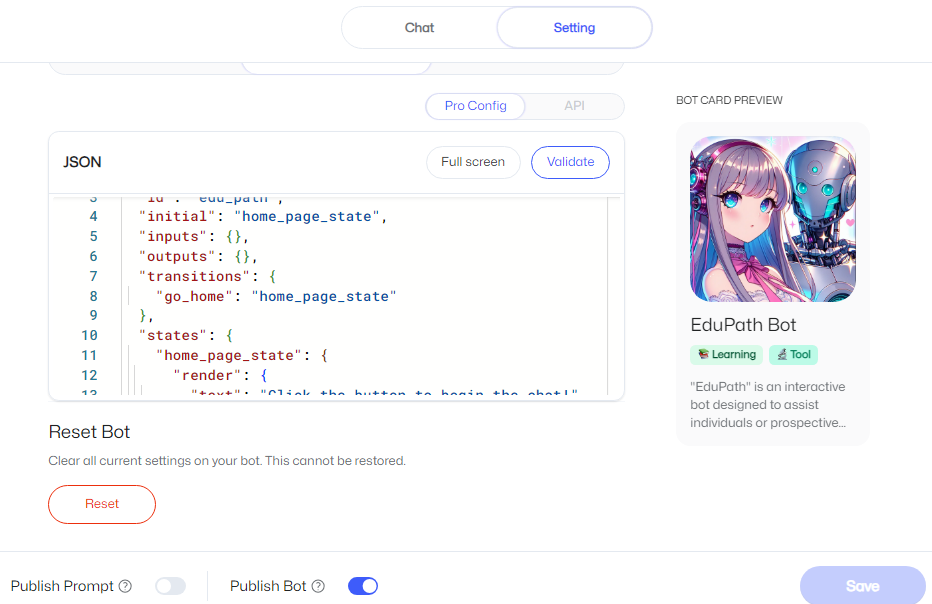 Chat
Setting
Pro Config
API
BOT CARD PREVIEW
JSON
Full screen
Validate
3 "id": "edu_path",
4 "initial": "home_page_state",
5 "inputs": {},
6 "outputs": {},
7 "transitions": {
8 "go_home": "home_page_state"
9 },
10 "states": {
11 "home_page_state": {
12 "render": {
13 "text": "Click the button to begin the chat!"
EduPath Bot
Learning
Tool
"EduPath" is an interactive
bot designed to assist
individuals or prospective...
Reset Bot
Clear all current settings on your bot. This cannot be restored.
Reset
Publish Prompt ?
Publish Bot ?
Save